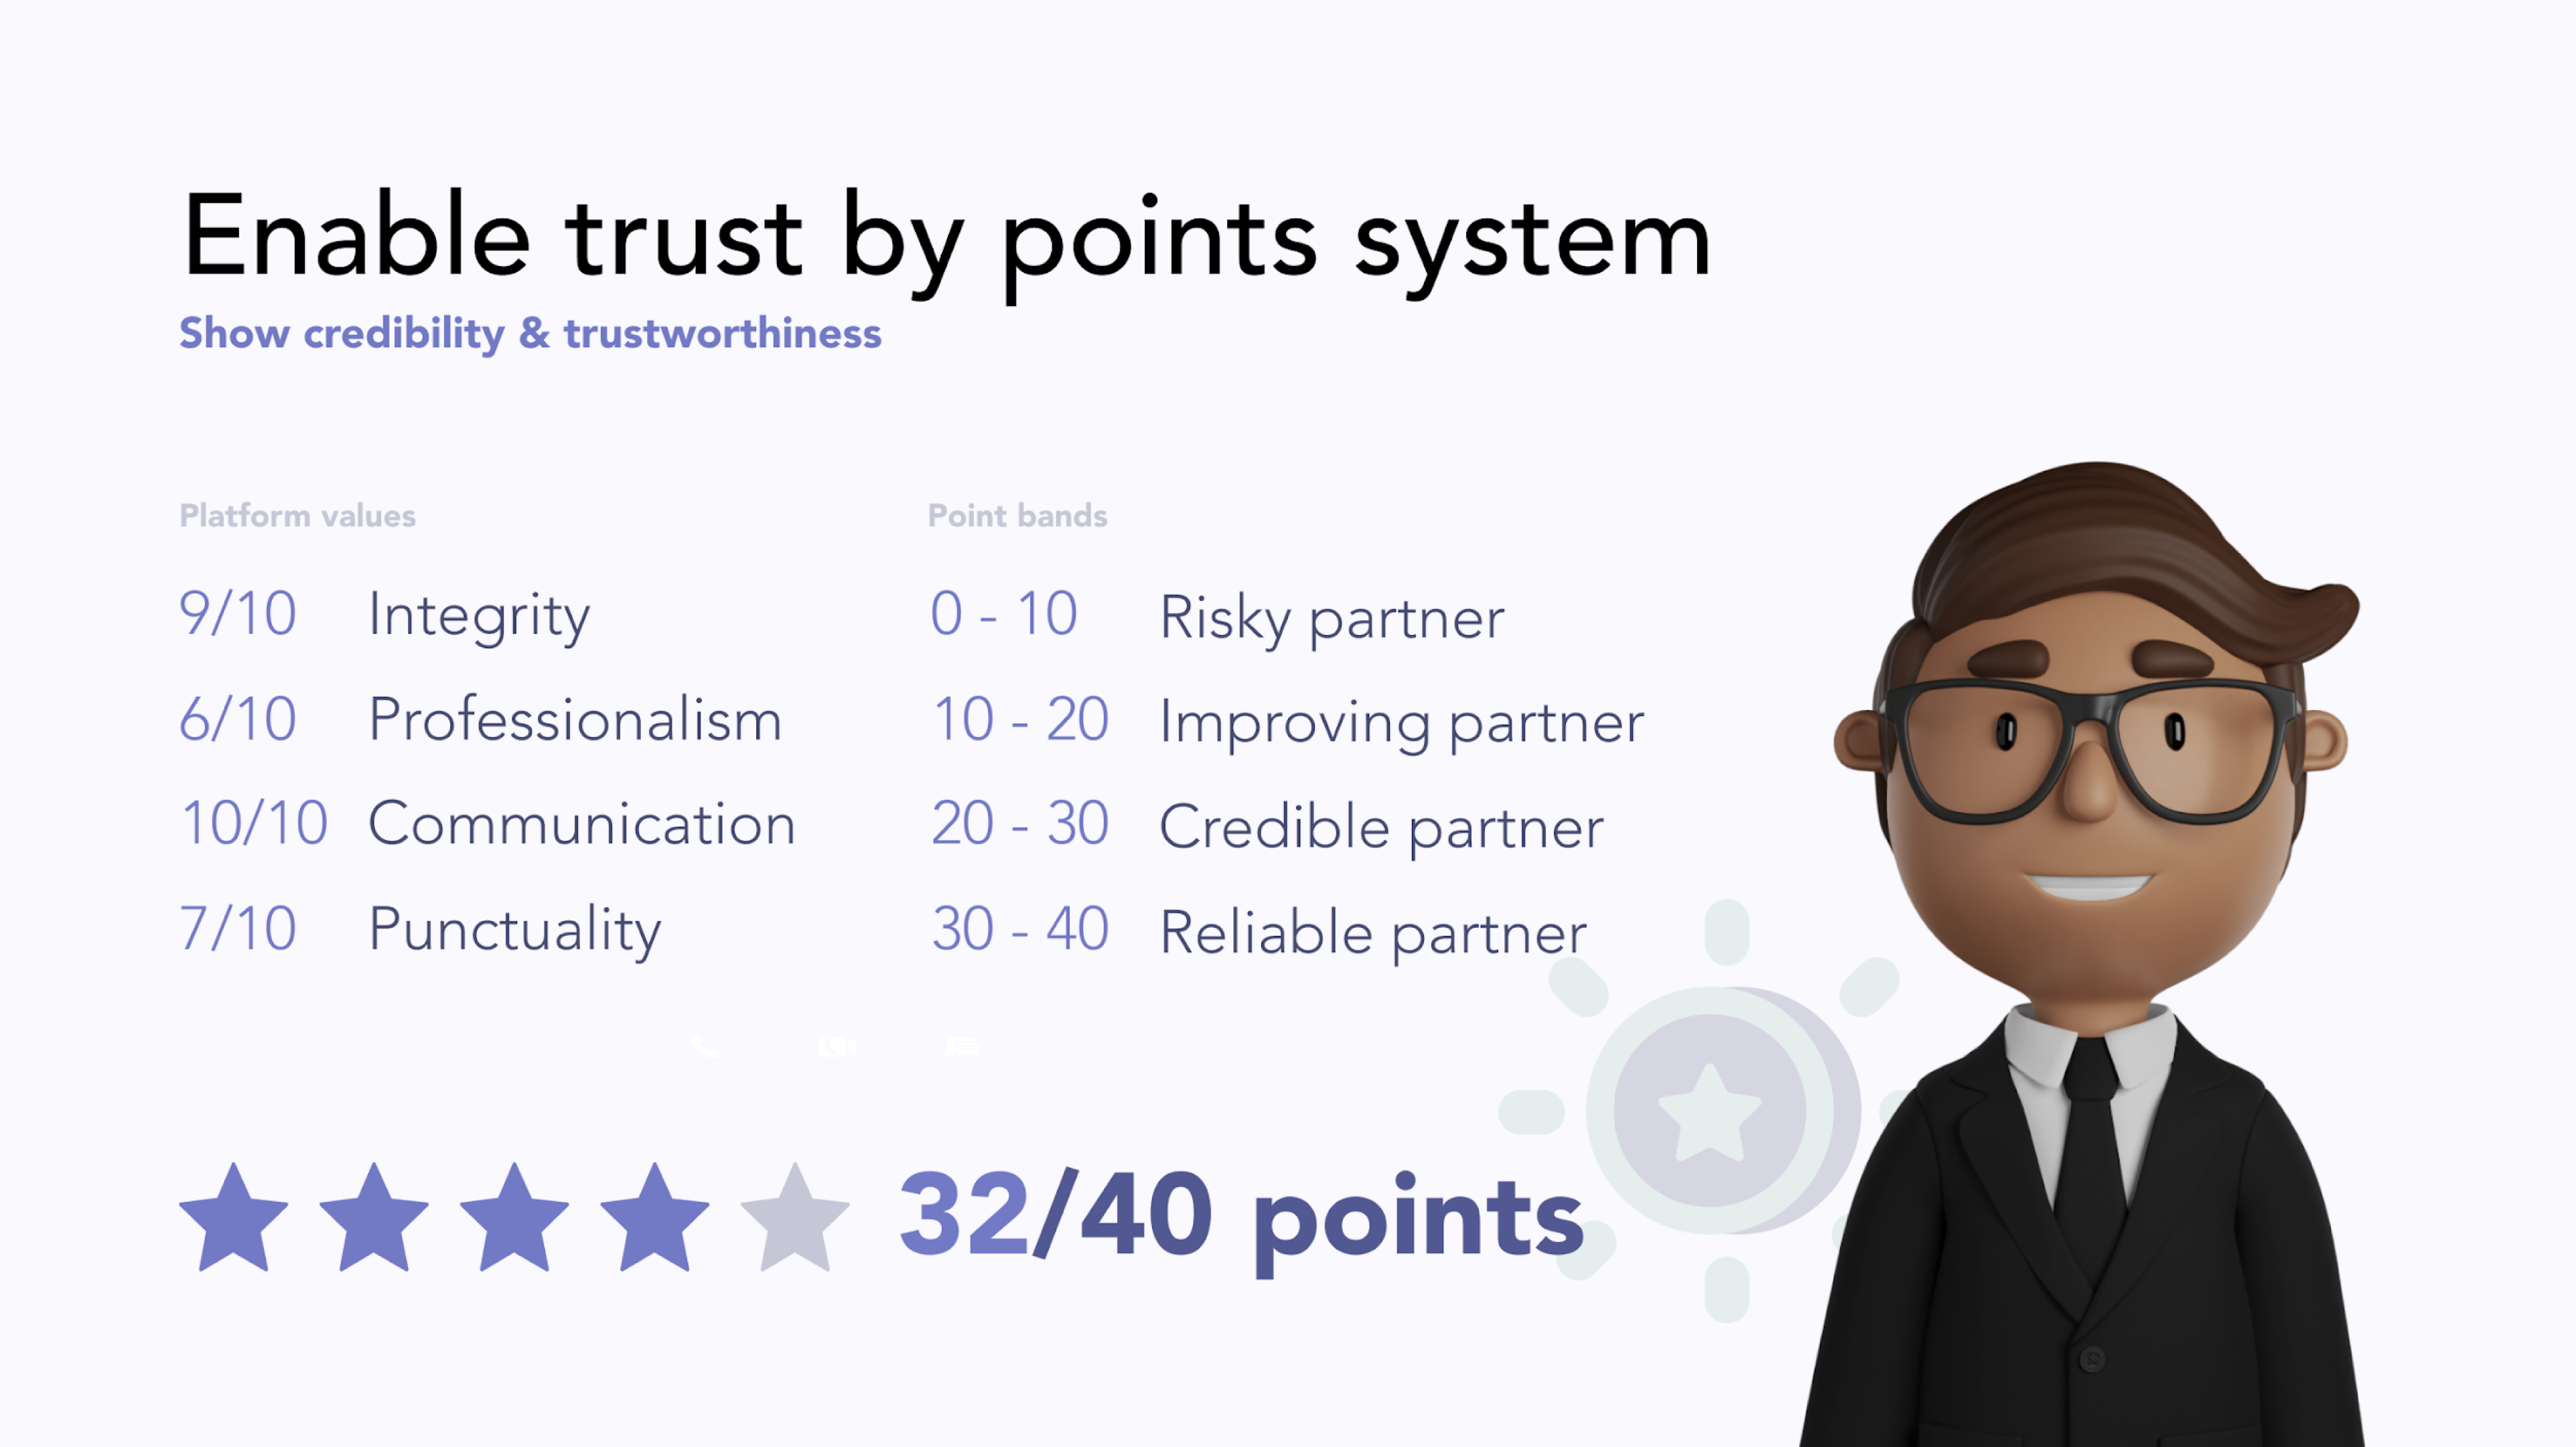 Enable trust by points system
Show credibility & trustworthiness
Platform values
9/10 Integrity
6/10 Professionalism
10/10 Communication
7/10 Punctuality
Point bands
0 - 10 Risky partner
10 - 20 Improving partner
20 - 30 Credible partner
30 - 40 Reliable partner
32/40 points